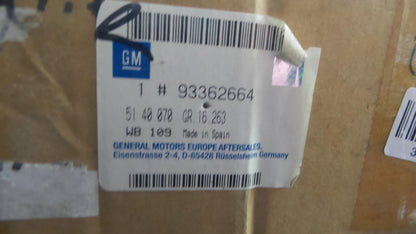 GM
1 # 93362664
51 40 070 GR.16 263
WB 109 Made in Spain
GENERAL MOTORS EUROPE AFTERSALES,
Eisenstrasse 2-4, D-65428 Rüsselsheim Germany